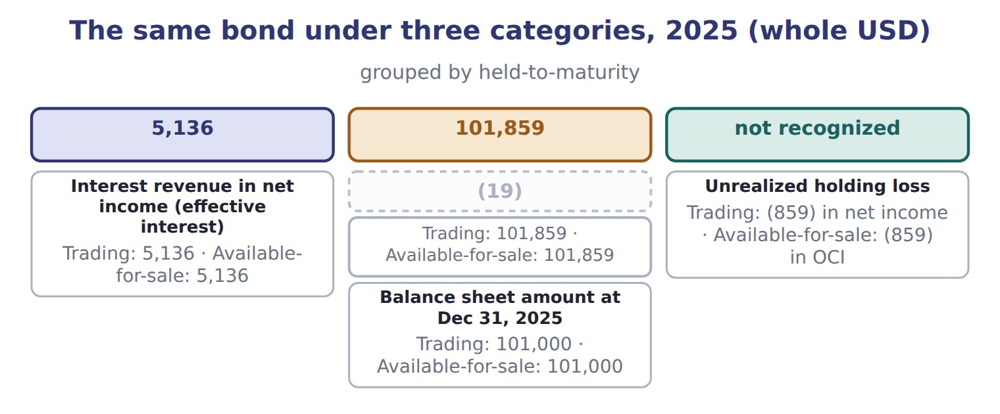 The same bond under three categories, 2025 (whole USD)
grouped by held-to-maturity
5,136
Interest revenue in net
income (effective
interest)
Trading: 5,136 · Available-
for-sale: 5,136
101,859
(19)
Trading: 101,859 ·
Available-for-sale: 101,859
Balance sheet amount at
Dec 31, 2025
Trading: 101,000 ·
Available-for-sale: 101,000
not recognized
Unrealized holding loss
Trading: (859) in net income
· Available-for-sale: (859)
in OCI